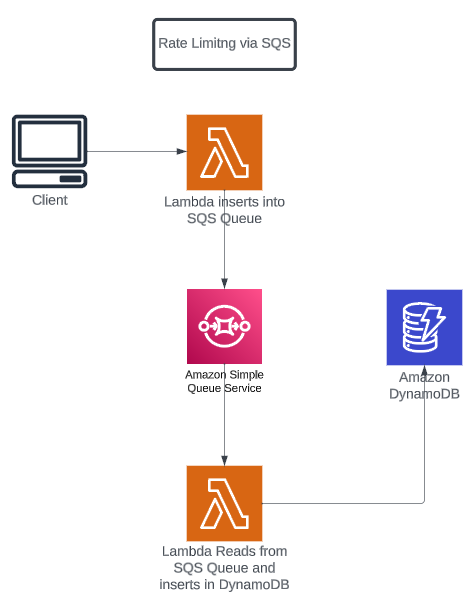 Rate Limitng via SQS
Client
Lambda inserts into
SQS Queue
Amazon Simple
Queue Service
Amazon
DynamoDB
Lambda Reads from
SQS Queue and
inserts in DynamoDB